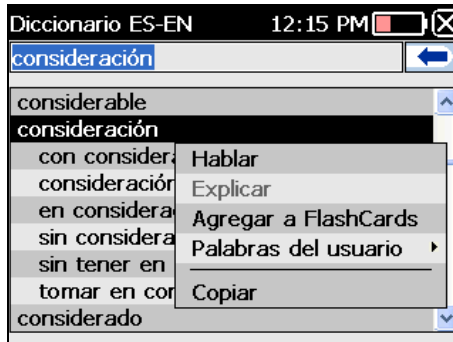 Diccionario ES-EN 12:15 PM
consideración
considerable
consideración
con consider
consideración
en considera
sin considera
sin tener en
tomar en con
considerado
Hablar
Explicar
Agregar a FlashCards
Palabras del usuario
Copiar